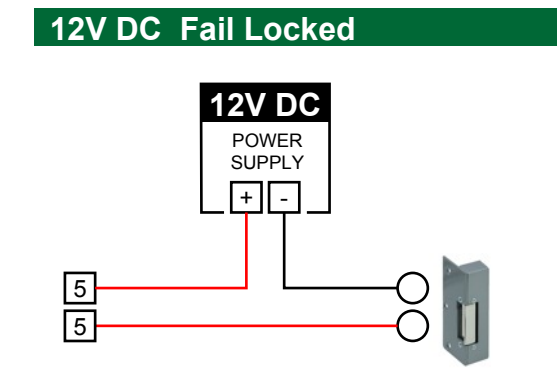 12V DC  Fail Locked
12V DC
POWER
SUPPLY
+ -
5
5